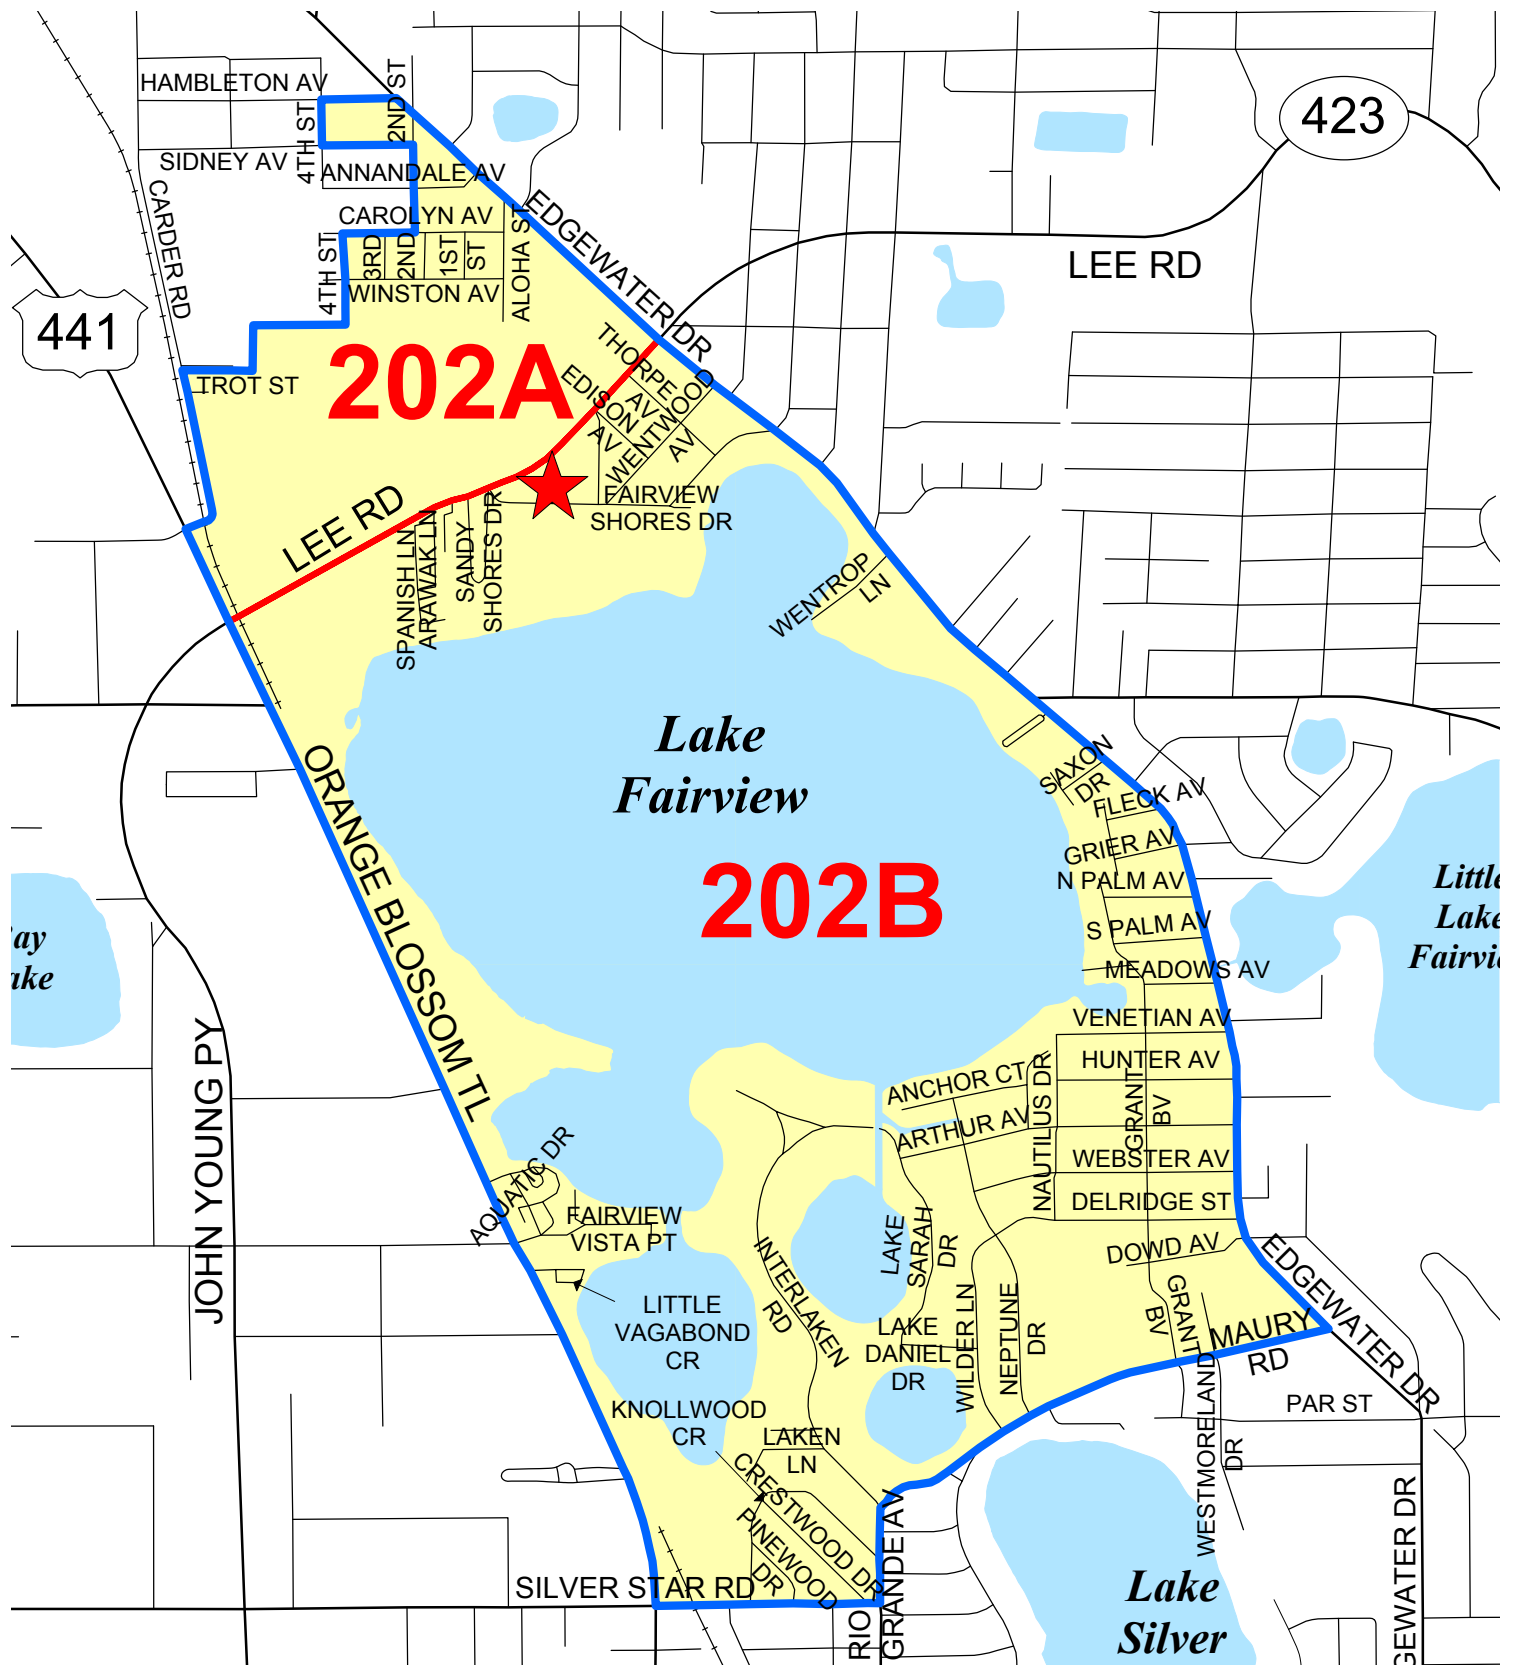 HAMBLETON AV
2ND ST
4TH ST
SIDNEY AV
ANNANDALE AV
423
CARDER RD
CAROLYN AV
EDGEWATER DR
LEE RD
4TH ST
3RD
2ND
1ST
ST
ALOHA ST
WINSTON AV
441
TROT ST
202A
THORPE
AV
EDISON
AV
WENTWOOD
AV
LEE RD
FAIRVIEW
SHORES DR
SPANISH LN
ARAWAK LN
SANDY
SHORES DR
WENTROP
LN
Lake
Fairview
ORANGE BLOSSOM TL
SAXON
DR
FLECK AV
GRIER AV
N PALM AV
202B
S PALM AV
MEADOWS AV
Little
Lake
Fairvie
ay
ake
VENETIAN AV
HUNTER AV
JOHN YOUNG PY
ANCHOR CT
ARTHUR AV
NAUTILUS DR
GRANT
BV
WEBSTER AV
DELRIDGE ST
AQUATIC DR
FAIRVIEW
VISTA PT
LAKE
SARAH
DR
DOWD AV
EDGEWATER DR
INTERLAKEN
RD
LITTLE
VAGABOND
CR
LAKE
DANIEL
DR
WILDER LN
NEPTUNE
DR
GRANT
BV
MAURY
RD
WESTMORELAND
DR
PAR ST
KNOLLWOOD
CR
LAKEN
LN
CRESTWOOD DR
PINEWOOD
DR
SILVER STAR RD
RIO
GRANDE AV
Lake
Silver
GEWATER DR